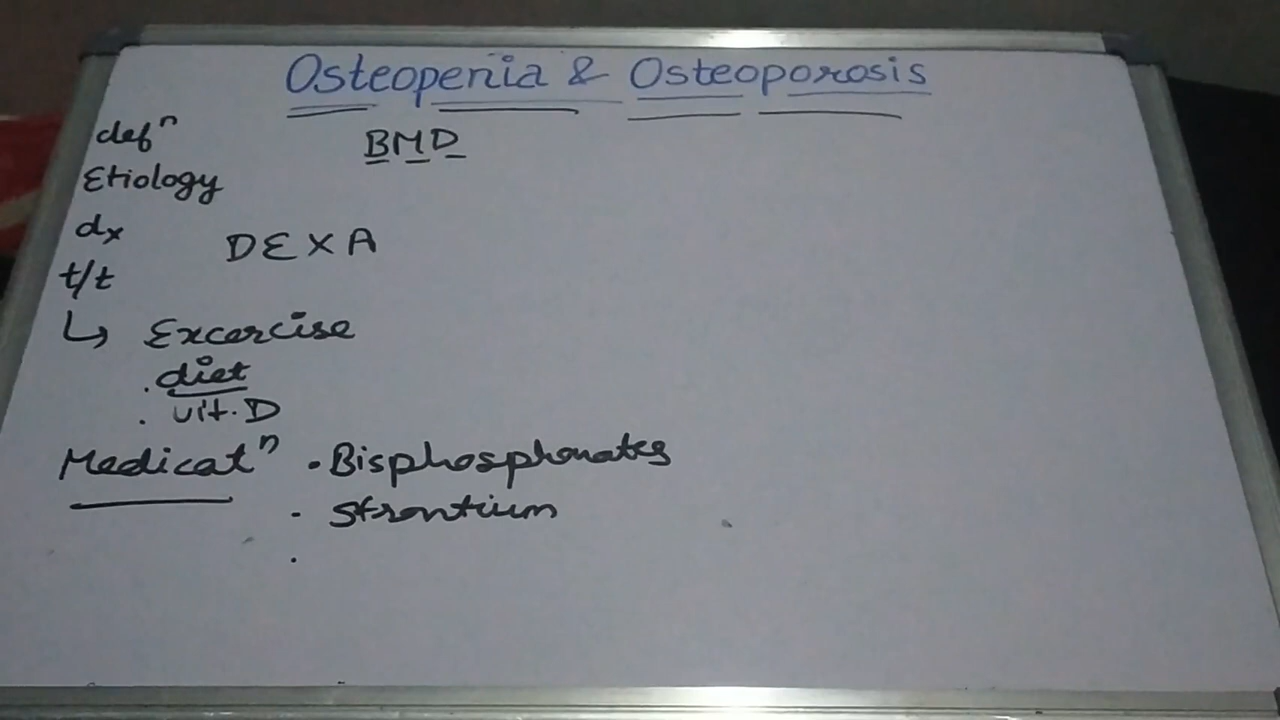 Osteopenia & Osteoporosis
defⁿ
BMD
Etiology
dx
DEXA
t/t
↳ Excercise
. diet
. vit. D
Medicatⁿ
• Bisphosphonates
• Strontium
•